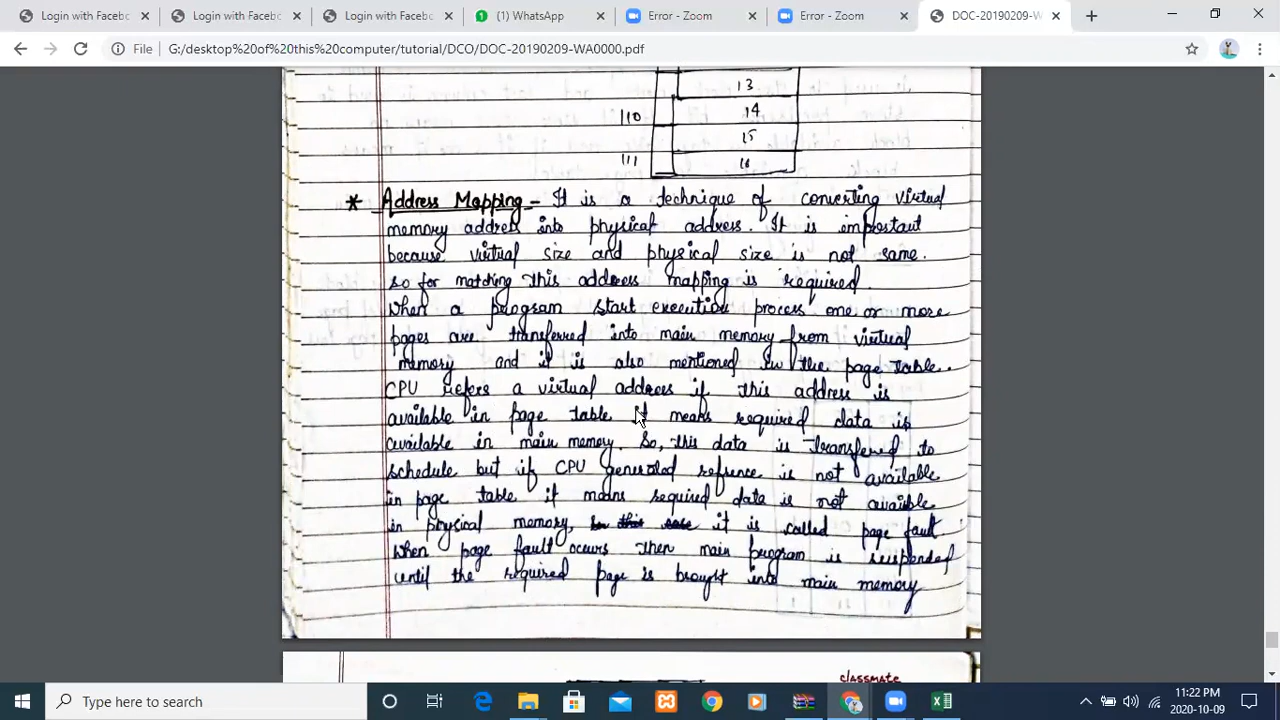 Login with Facebo
Login with Facebo
Login with Facebo
(1) WhatsApp
Error - Zoom
Error - Zoom
DOC-20190209-WA
File
G:/desktop%20of%20this%20computer/tutorial/DCO/DOC-20190209-WA0000.pdf
13
110 14
15
111 16
* Address Mapping - It is a technique of converting virtual
memory address into physical address. It is important
because virtual size and physical size is not same.
so for matching this address mapping is required.
When a program start execution process one or more
pages are transferred into main memory from virtual
memory and it is also mentioned in the page table.
CPU refers a virtual address if this address is
available in page table it means required data is
available in main memory. So, this data is transfered to
schedule but if CPU generated refrence is not available
in page table it means required data is not available
in physical memory, it is called page fault.
When page fault occurs then main program is suspended
until the required page is brought into main memory
classmate
Type here to search
11:22 PM
2020-10-09